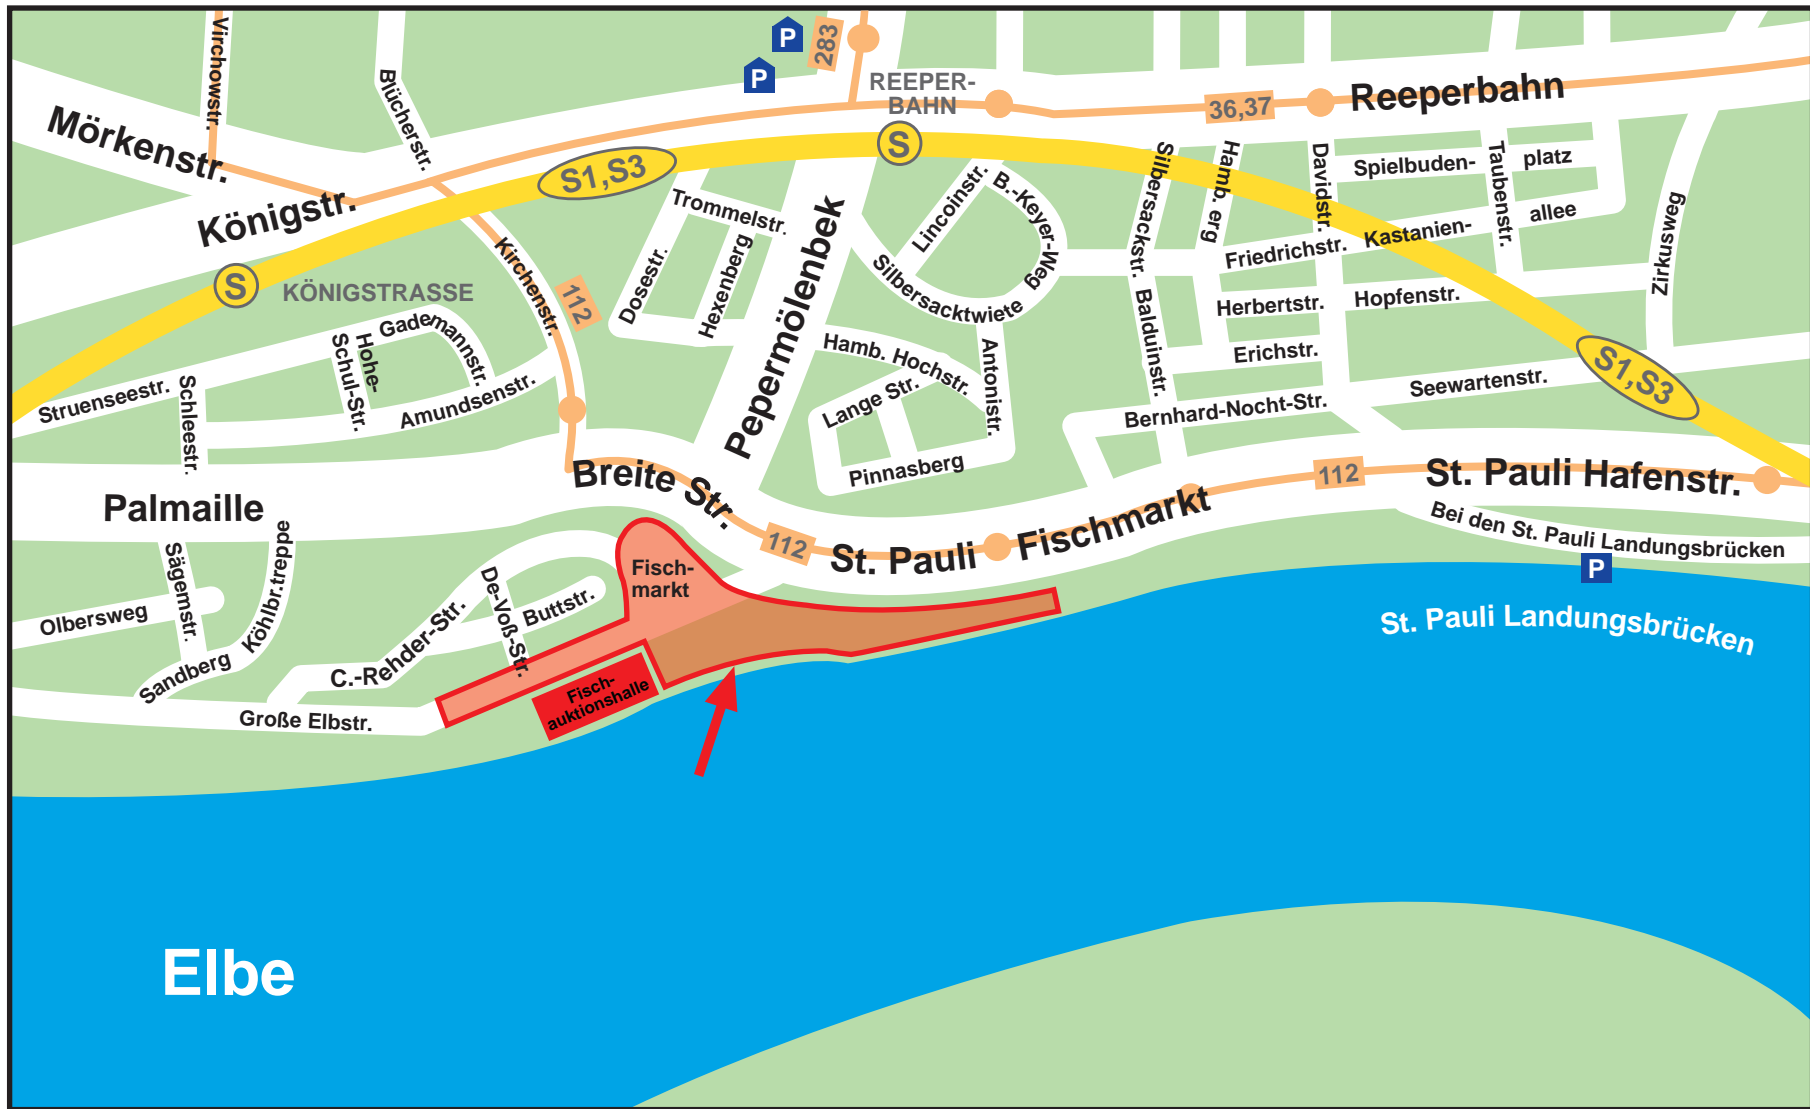 Virchowstr.
Blücherstr.
P
P
283
REEPER-
BAHN
36,37
Reeperbahn
Mörkenstr.
Königstr.
S1,S3
S
S
KÖNIGSTRASSE
Kirchenstr.
112
Trommelstr.
Dosestr.
Hexenberg
Pepermölenbek
Lincolnstr.
B.-Keyer-Weg
Silbersacktwiete
Silbersackstr.
Hamb. erg
Davidstr.
Spielbuden-
platz
Taubenstr.
Kastanien-
allee
Friedrichstr.
Zirkusweg
Herbertstr.
Hopfenstr.
Balduinstr.
Erichstr.
Seewartenstr.
S1,S3
Bernhard-Nocht-Str.
Hamb. Hochstr.
Antonistr.
Lange Str.
Pinnasberg
Gademannstr.
Hohe-
Schul-Str.
Struenseestr.
Schleestr.
Amundsenstr.
Palmaille
Breite Str.
112
St. Pauli Fischmarkt
112
St. Pauli Hafenstr.
Bei den St. Pauli Landungsbrücken
P
St. Pauli Landungsbrücken
Fisch-
markt
Sägemstr.
Köhlbr.treppe
Olbersweg
Sandberg
C.-Rehder-Str.
De-Voß-Str.
Buttstr.
Große Elbstr.
Fisch-
auktionshalle
Elbe